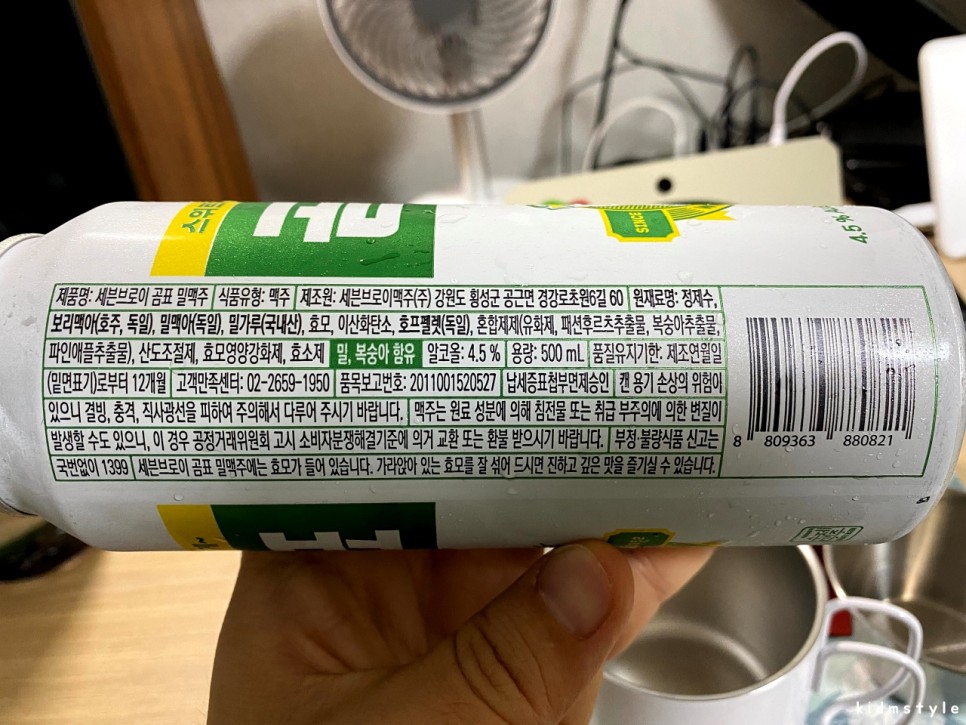 스위트
곰
SINCE
4.5 %
제품명: 세븐브로이 곰표 밀맥주 식품유형: 맥주 제조원: 세븐브로이맥주(주) 강원도 횡성군 공근면 경강로초원6길 60 원재료명: 정제수,
보리맥아(호주, 독일), 밀맥아(독일), 밀가루(국내산), 효모, 이산화탄소, 호프펠렛(독일), 혼합제제(유화제, 패션후르츠추출물, 복숭아추출물,
파인애플추출물), 산도조절제, 효모영양강화제, 효소제 밀, 복숭아 함유 알코올: 4.5 % 용량: 500 mL 품질유지기한: 제조연월일
(밑면표기)로부터 12개월 고객만족센터: 02-2659-1950 품목보고번호: 2011001520527 납세증표첩부면제승인 캔 용기 손상의 위험이
있으니 결빙, 충격, 직사광선을 피하여 주의해서 다루어 주시기 바랍니다. 맥주는 원료 성분에 의해 침전물 또는 취급 부주의에 의한 변질이
발생할 수도 있으니, 이 경우 공정거래위원회 고시 소비자분쟁해결기준에 의거 교환 또는 환불 받으시기 바랍니다. 부정·불량식품 신고는
국번없이 1399 세븐브로이 곰표 밀맥주에는 효모가 들어 있습니다. 가라앉아 있는 효모를 잘 섞어 드시면 진하고 깊은 맛을 즐기실 수 있습니다.
8 809363 880821
kidmstyle